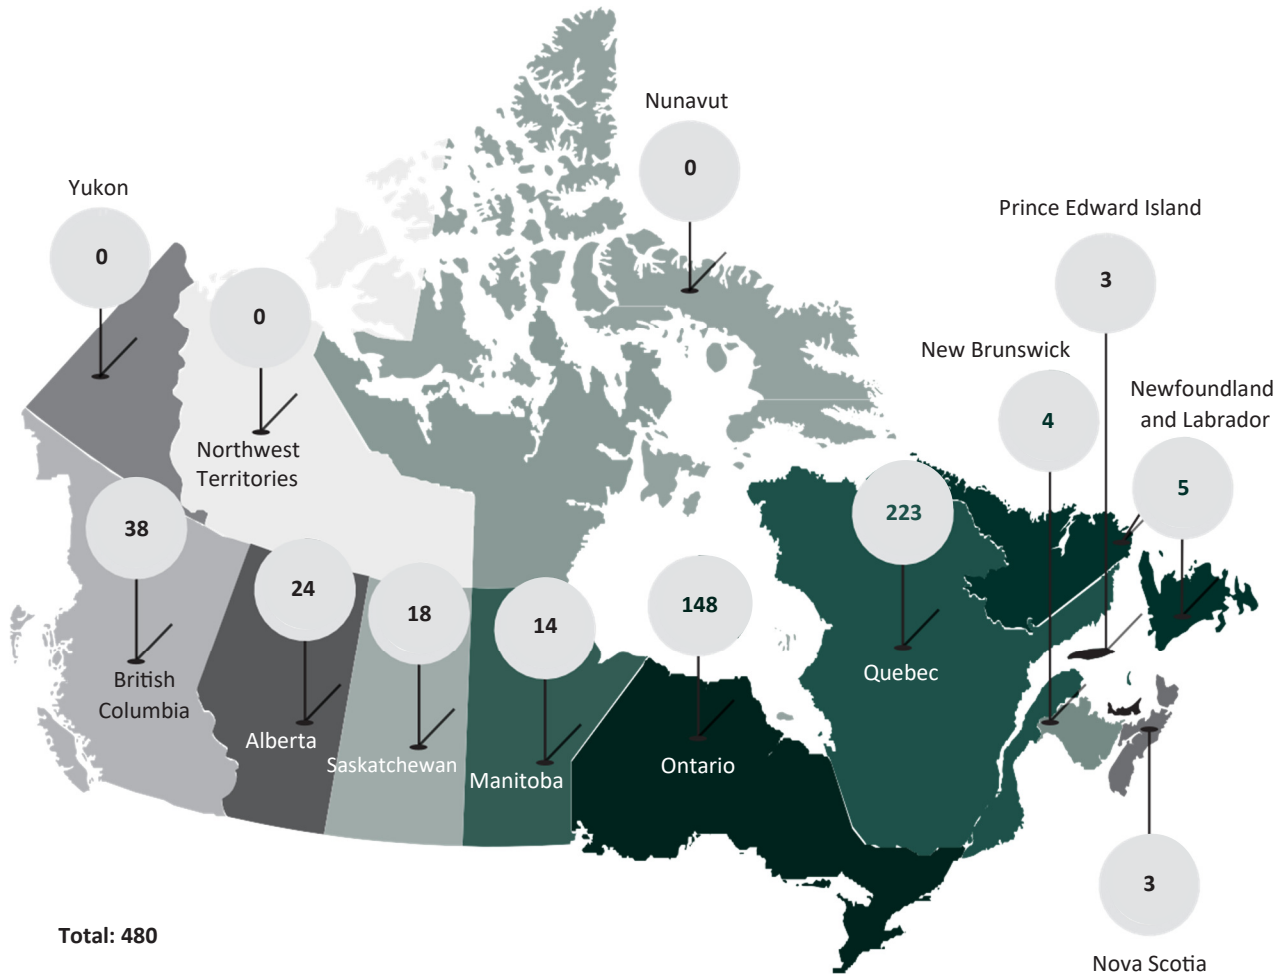 Nunavut
0
Yukon
0
Prince Edward Island
3
0
Northwest
Territories
New Brunswick
4
Newfoundland
and Labrador
5
38
British
Columbia
24
Alberta
18
Saskatchewan
14
Manitoba
148
Ontario
223
Quebec
3
Nova Scotia
Total: 480